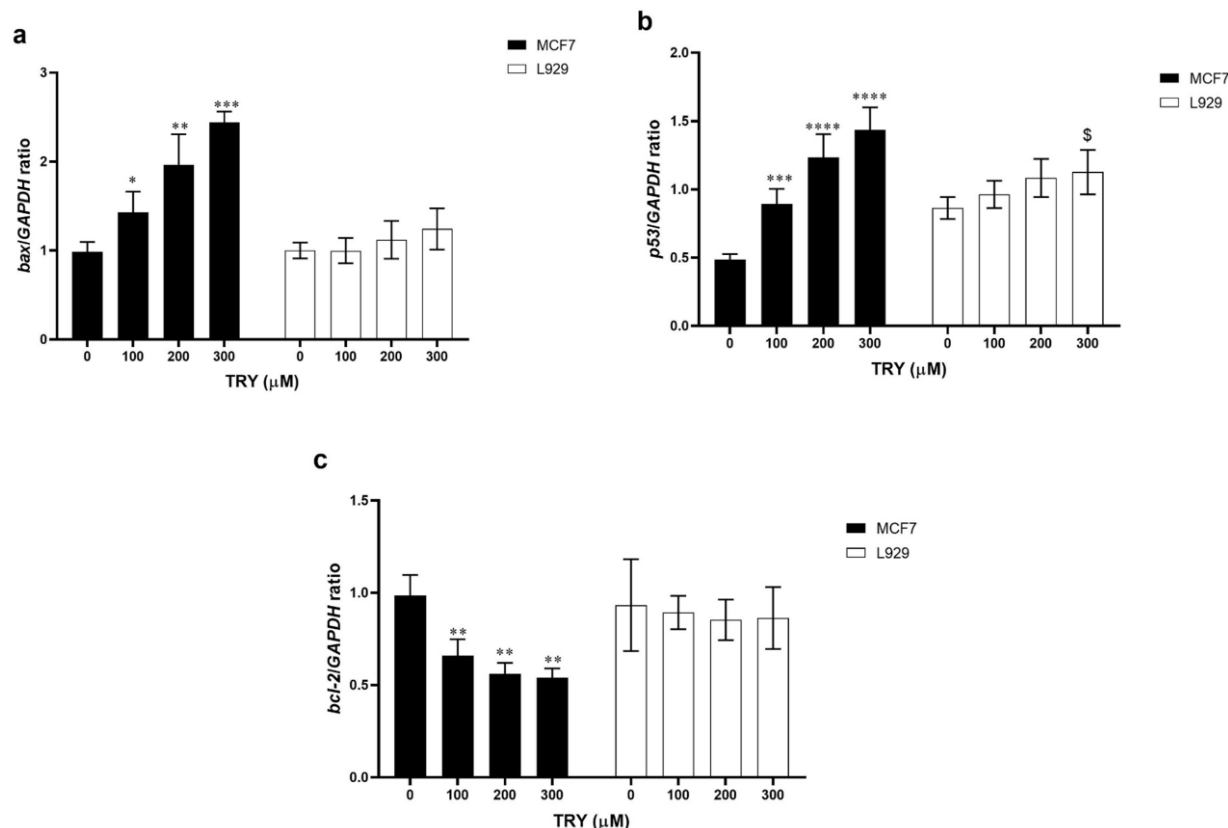 a
MCF7
L929
bax/GAPDH ratio
3
2
1
0
*
**
***
0 100 200 300 0 100 200 300
TRY (μM)
b
MCF7
L929
p53/GAPDH ratio
2.0
1.5
1.0
0.5
0.0
***
****
****
$
0 100 200 300 0 100 200 300
TRY (μM)
c
MCF7
L929
bcl-2/GAPDH ratio
1.5
1.0
0.5
0.0
**
**
**
0 100 200 300 0 100 200 300
TRY (μM)